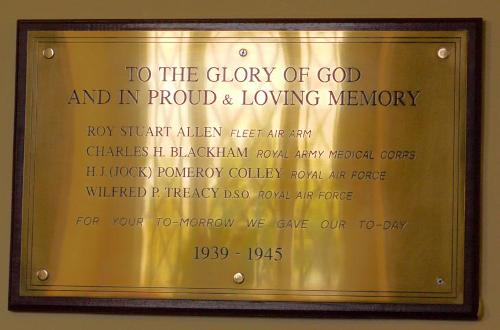 TO THE GLORY OF GOD
AND IN PROUD & LOVING MEMORY
ROY STUART ALLEN FLEET AIR ARM
CHARLES H. BLACKHAM ROYAL ARMY MEDICAL CORPS
H.J.(JOCK) POMEROY COLLEY ROYAL AIR FORCE
WILFRED P. TREACY D.S.O. ROYAL AIR FORCE
FOR YOUR TO-MORROW WE GAVE OUR TO-DAY
1939 - 1945